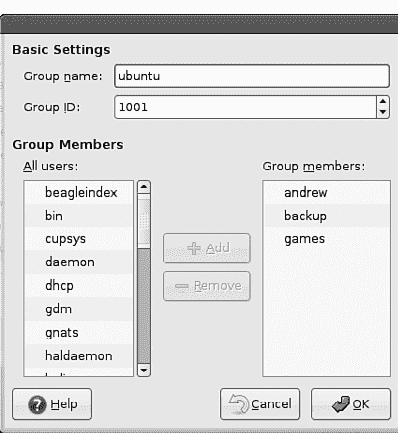 Basic Settings
Group name: ubuntu
Group ID: 1001
Group Members
All users:
beagleindex
bin
cupsys
daemon
dhcp
gdm
gnats
haldaemon
Add
Remove
Group members:
andrew
backup
games
Help
Cancel
OK